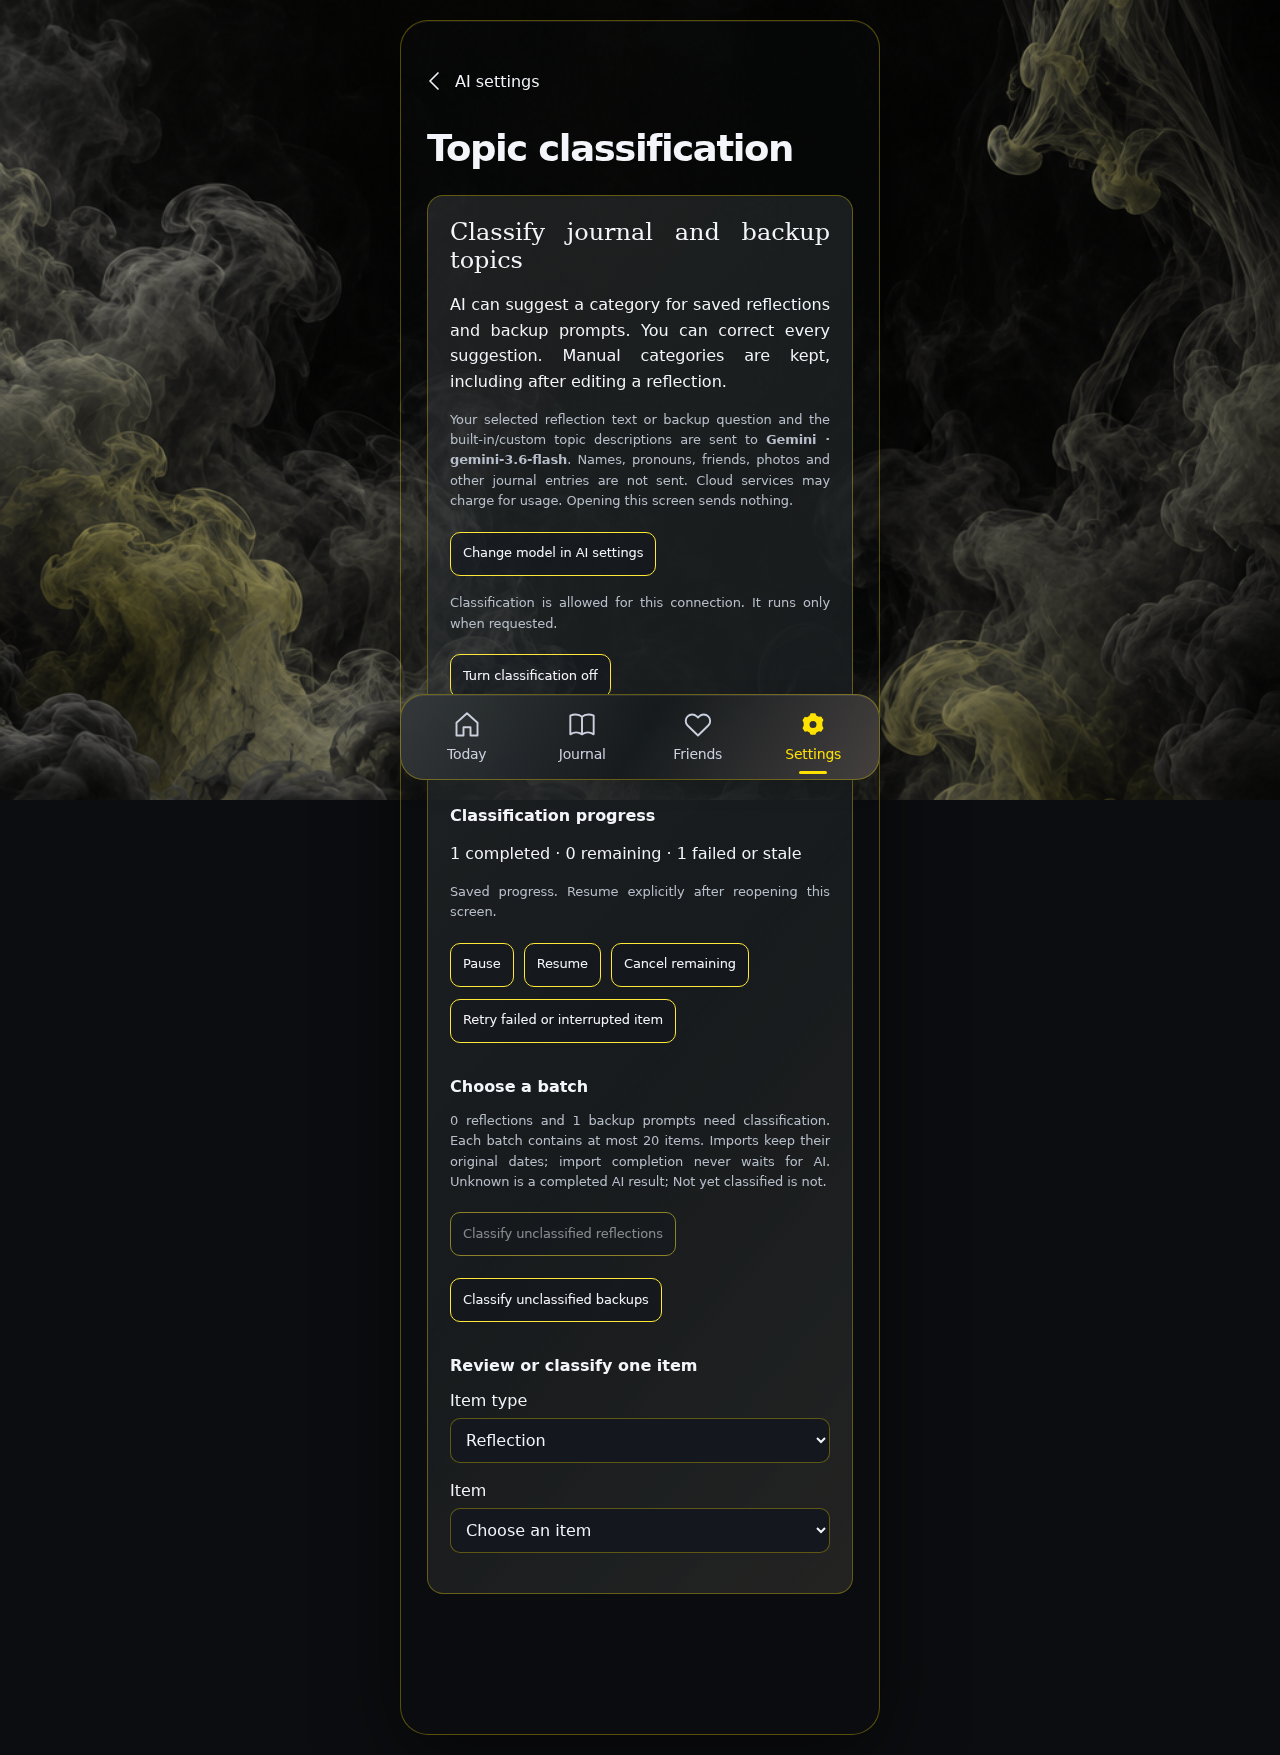 AI settings
Topic classification
Classify journal and backup
topics
AI can suggest a category for saved reflections
and backup prompts. You can correct every
suggestion. Manual categories are kept,
including after editing a reflection.
Your selected reflection text or backup question and the
built-in/custom topic descriptions are sent to Gemini ·
gemini-3.6-flash. Names, pronouns, friends, photos and
other journal entries are not sent. Cloud services may
charge for usage. Opening this screen sends nothing.
Change model in AI settings
Classification is allowed for this connection. It runs only
when requested.
Turn classification off
Today Journal Friends Settings
Classification progress
1 completed · 0 remaining · 1 failed or stale
Saved progress. Resume explicitly after reopening this
screen.
Pause Resume Cancel remaining
Retry failed or interrupted item
Choose a batch
0 reflections and 1 backup prompts need classification.
Each batch contains at most 20 items. Imports keep their
original dates; import completion never waits for AI.
Unknown is a completed AI result; Not yet classified is not.
Classify unclassified reflections
Classify unclassified backups
Review or classify one item
Item type
Reflection
Item
Choose an item